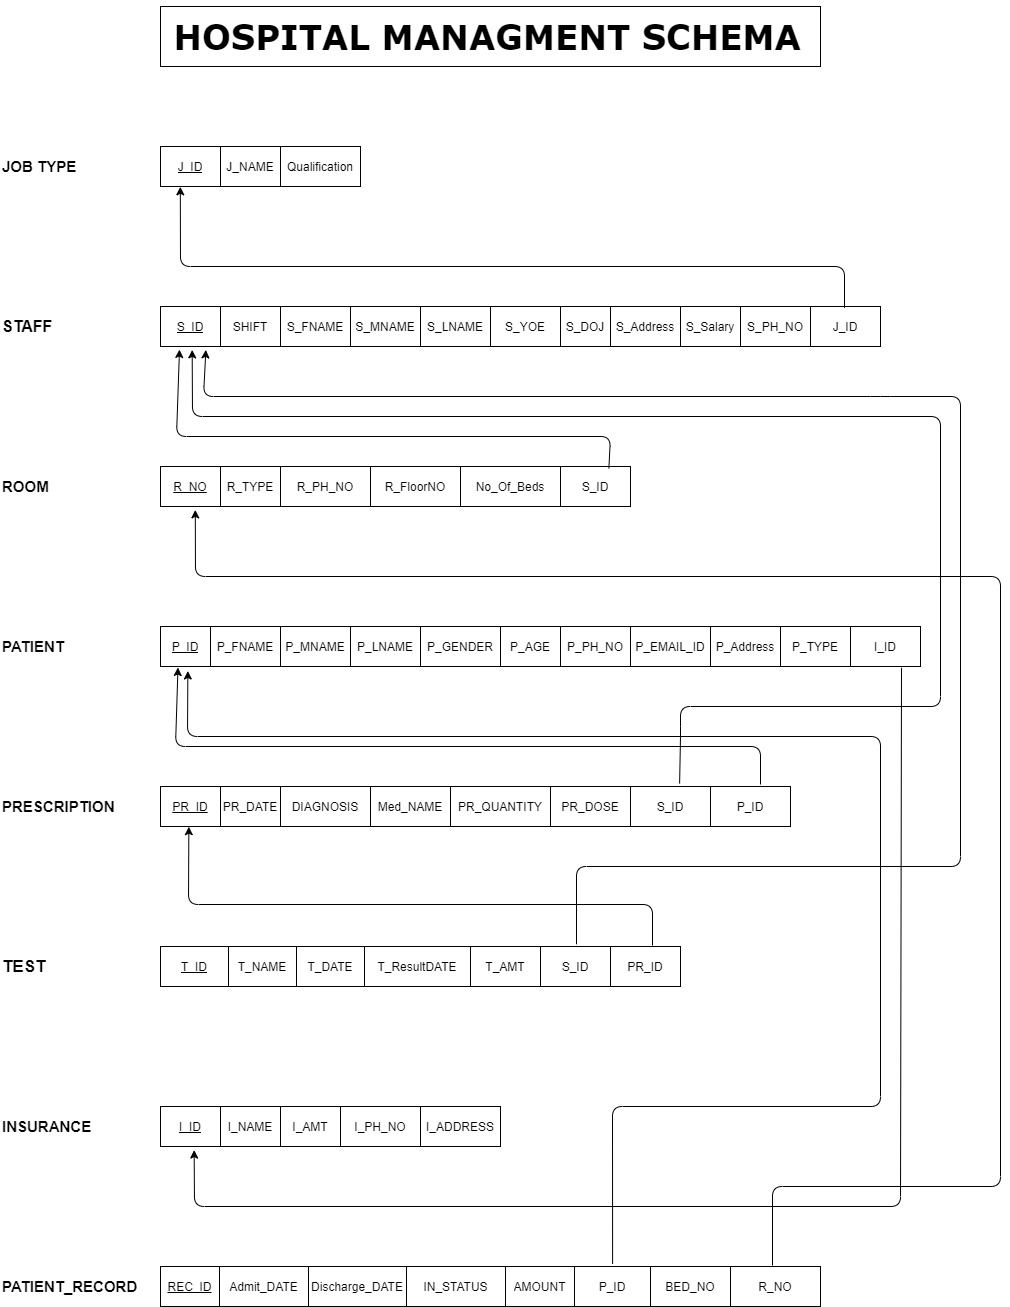 HOSPITAL MANAGMENT SCHEMA
JOB TYPE J_ID J_NAME Qualification
STAFF S_ID SHIFT S_FNAME S_MNAME S_LNAME S_YOE S_DOJ S_Address S_Salary S_PH_NO J_ID
ROOM R_NO R_TYPE R_PH_NO R_FloorNO No_Of_Beds S_ID
PATIENT P_ID P_FNAME P_MNAME P_LNAME P_GENDER P_AGE P_PH_NO P_EMAIL_ID P_Address P_TYPE I_ID
PRESCRIPTION PR_ID PR_DATE DIAGNOSIS Med_NAME PR_QUANTITY PR_DOSE S_ID P_ID
TEST T_ID T_NAME T_DATE T_ResultDATE T_AMT S_ID PR_ID
INSURANCE I_ID I_NAME I_AMT I_PH_NO I_ADDRESS
PATIENT_RECORD REC_ID Admit_DATE Discharge_DATE IN_STATUS AMOUNT P_ID BED_NO R_NO